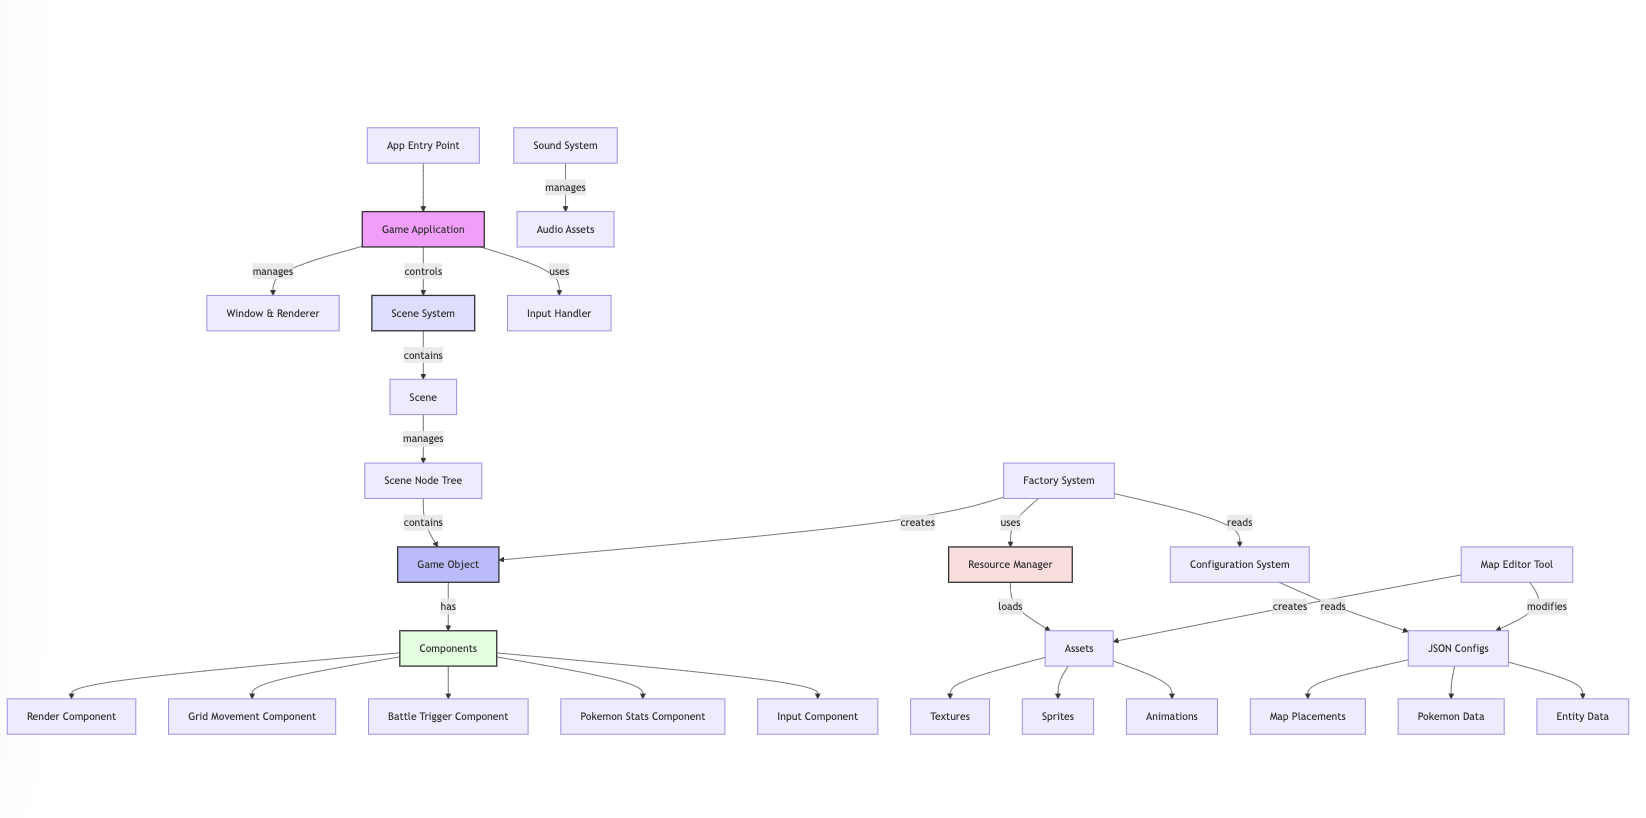 App Entry Point
Sound System
manages
Game Application
Audio Assets
manages
controls
uses
Window & Renderer
Scene System
Input Handler
contains
Scene
manages
Scene Node Tree
Factory System
contains
creates
uses
reads
Game Object
Resource Manager
Configuration System
Map Editor Tool
has
loads
creates
reads
modifies
Components
Assets
JSON Configs
Render Component
Grid Movement Component
Battle Trigger Component
Pokemon Stats Component
Input Component
Textures
Sprites
Animations
Map Placements
Pokemon Data
Entity Data